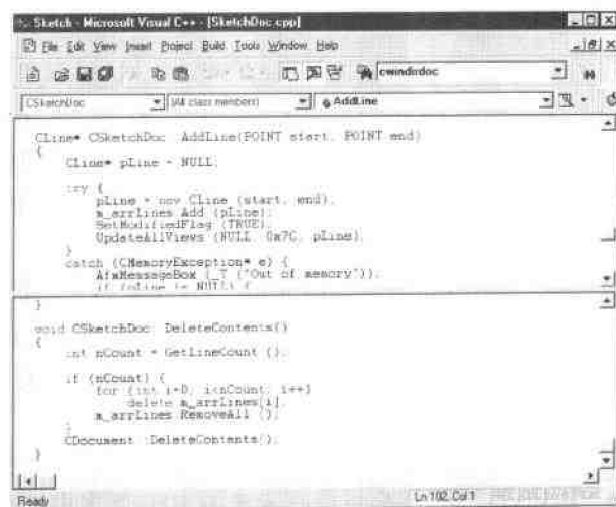 Sketch - Microsoft Visual C++ - [SketchDoc.cpp]
File Edit View Insert Project Build Tools Window Help
cwindirdoc
CSketchDoc (All class members) AddLine
CLine* CSketchDoc::AddLine(POINT start, POINT end)
{
CLine* pLine = NULL;
try {
pLine = new CLine (start, end);
m_arrLines.Add (pLine);
SetModifiedFlag (TRUE);
UpdateAllViews (NULL, 0x7C, pLine);
}
catch (CMemoryException* e) {
AfxMessageBox (_T ("Out of memory"));
if (pLine != NULL) {
}
void CSketchDoc::DeleteContents()
{
int nCount = GetLineCount ();
if (nCount) {
for (int i=0; i<nCount; i++)
delete m_arrLines[i];
m_arrLines.RemoveAll ();
}
CDocument::DeleteContents();
}
Ready Ln 102, Col 1